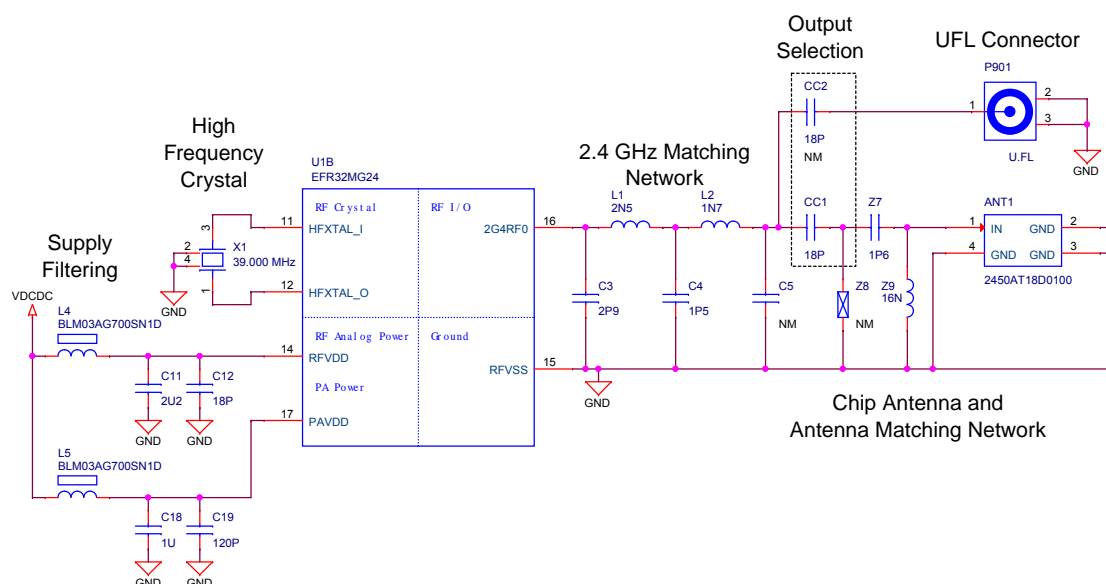 Output
Selection
UFL Connector
P901
CC2
1
2
3
18P
NM
U.FL
GND
High
Frequency
Crystal
U1B
EFR32MG24
2.4 GHz Matching
Network
RF Crystal
RF I/O
L1
2N5
L2
1N7
CC1
Z7
ANT1
3
11
HFXTAL_I
2G4RF0
16
1
IN
GND
2
2
4
X1
39.000 MHz
18P
1P6
4
GND
GND
3
Supply
Filtering
1
12
HFXTAL_O
GND
C3
2P9
C4
1P5
C5
NM
Z8
NM
Z9
16N
2450AT18D0100
VDCDC
L4
BLM03AG700SN1D
RF Analog Power
Ground
14
RFVDD
RFVSS
15
C11
2U2
C12
18P
PA Power
GND
17
PAVDD
GND
GND
Chip Antenna and
Antenna Matching Network
L5
BLM03AG700SN1D
C18
1U
C19
120P
GND
GND